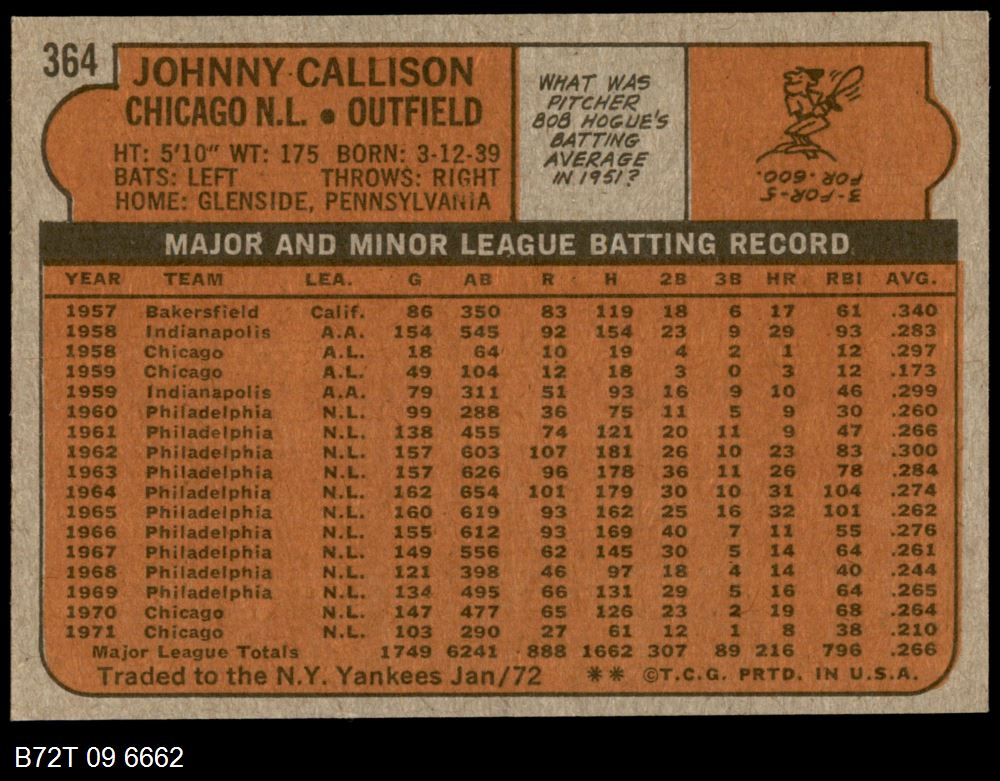 364
JOHNNY CALLISON
CHICAGO N.L. • OUTFIELD
HT: 5'10" WT: 175 BORN: 3-12-39
BATS: LEFT THROWS: RIGHT
HOME: GLENSIDE, PENNSYLVANIA
WHAT WAS
PITCHER
BOB HOGUE'S
BATTING
AVERAGE
IN 1951?
3-FOR-5
FOR .600.
MAJOR AND MINOR LEAGUE BATTING RECORD
YEAR TEAM LEA. G AB R H 2B 3B HR RBI AVG.
1957 Bakersfield Calif. 86 350 83 119 18 6 17 61 .340
1958 Indianapolis A.A. 154 545 92 154 23 9 29 93 .283
1958 Chicago A.L. 18 64 10 19 4 2 1 12 .297
1959 Chicago A.L. 49 104 12 18 3 0 3 12 .173
1959 Indianapolis A.A. 79 311 51 93 16 9 10 46 .299
1960 Philadelphia N.L. 99 288 36 75 11 5 9 30 .260
1961 Philadelphia N.L. 138 455 74 121 20 11 9 47 .266
1962 Philadelphia N.L. 157 603 107 181 26 10 23 83 .300
1963 Philadelphia N.L. 157 626 96 178 36 11 26 78 .284
1964 Philadelphia N.L. 162 654 101 179 30 10 31 104 .274
1965 Philadelphia N.L. 160 619 93 162 25 16 32 101 .262
1966 Philadelphia N.L. 155 612 93 169 40 7 11 55 .276
1967 Philadelphia N.L. 149 556 62 145 30 5 14 64 .261
1968 Philadelphia N.L. 121 398 46 97 18 4 14 40 .244
1969 Philadelphia N.L. 134 495 66 131 29 5 16 64 .265
1970 Chicago N.L. 147 477 65 126 23 2 19 68 .264
1971 Chicago N.L. 103 290 27 61 12 1 8 38 .210
Major League Totals 1749 6241 888 1662 307 89 216 796 .266
Traded to the N.Y. Yankees Jan/72 ** ©T.C.G. PRTD. IN U.S.A.
B72T 09 6662